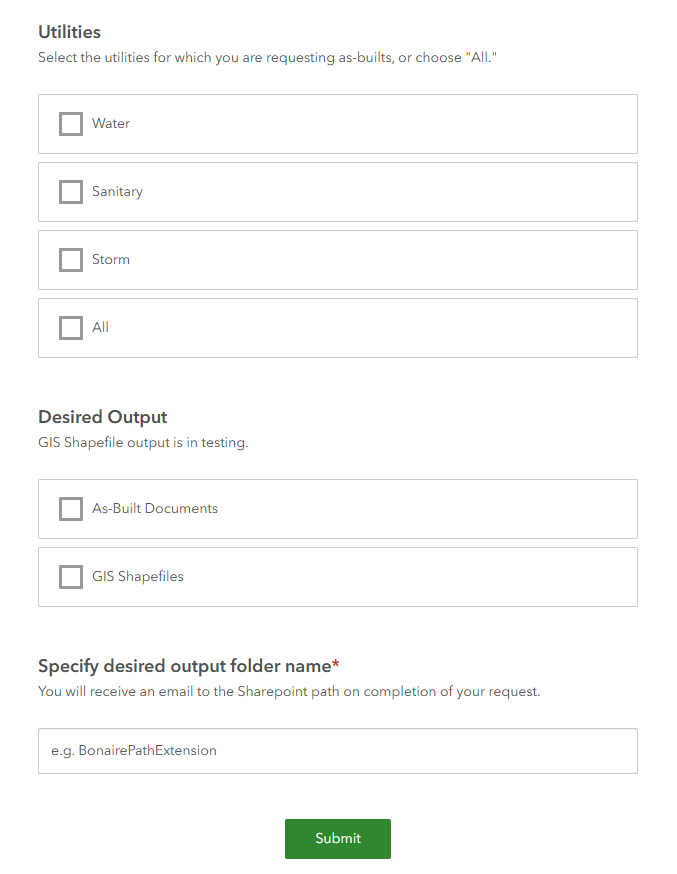 Utilities
Select the utilities for which you are requesting as-builts, or choose "All."
Water
Sanitary
Storm
All
Desired Output
GIS Shapefile output is in testing.
As-Built Documents
GIS Shapefiles
Specify desired output folder name*
You will receive an email to the Sharepoint path on completion of your request.
e.g. BonairePathExtension
Submit